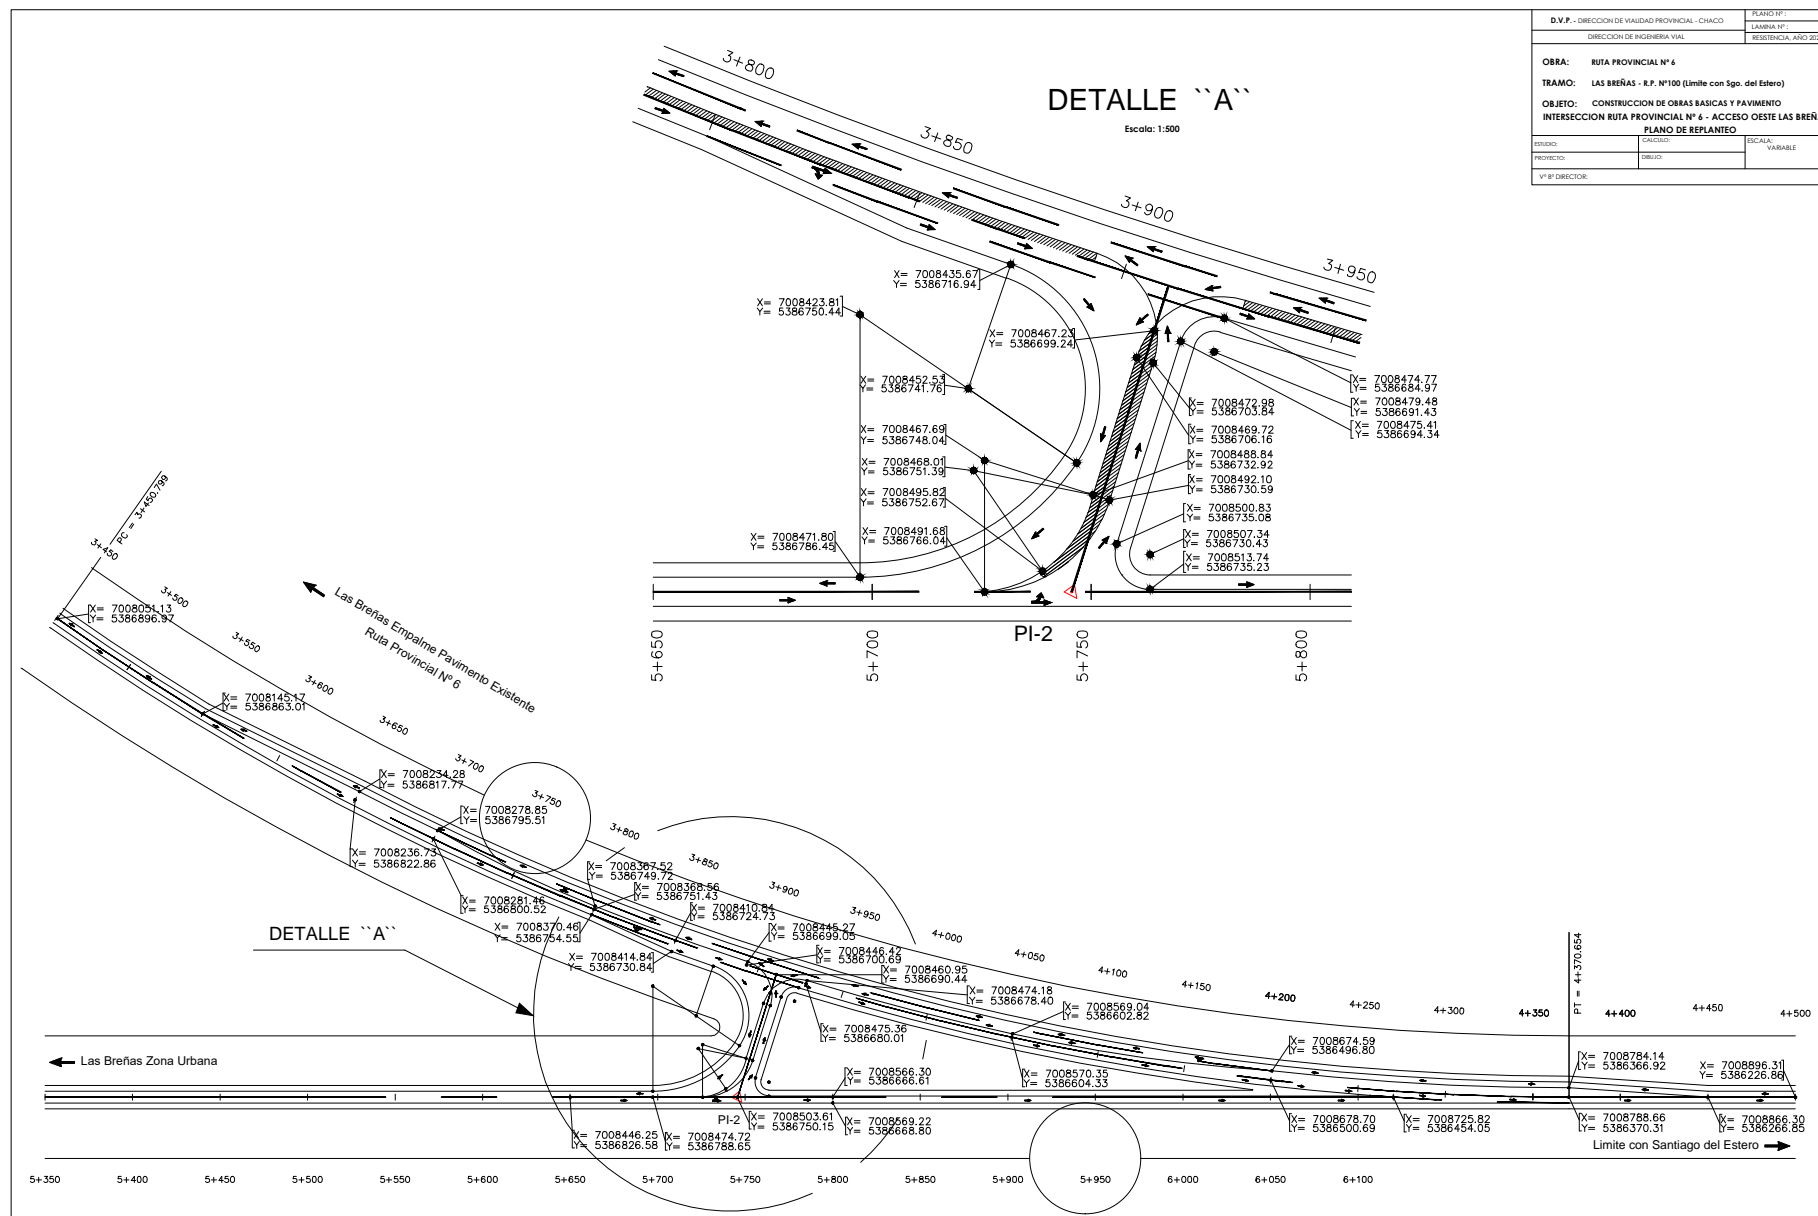 D.V.P. - DIRECCION DE VIALIDAD PROVINCIAL - CHACO
PLANO Nº :
LAMINA Nº :
DIRECCION DE INGENIERIA VIAL
RESISTENCIA, AÑO
OBRA: RUTA PROVINCIAL Nº 6
TRAMO: LAS BREÑAS - R.P. Nº100 (Limite con Sgo. del Estero)
OBJETO: CONSTRUCCION DE OBRAS BASICAS Y PAVIMENTO
INTERSECCION RUTA PROVINCIAL Nº 6 - ACCESO OESTE LAS BREÑ
PLANO DE REPLANTEO
ESTUDIO:
CALCULO:
ESCALA:
VARIABLE
PROYECTO:
DIBUJO:
Vº Bº DIRECTOR:
DETALLE ``A``
Escala: 1:500
3+800
3+850
3+900
3+950
X= 7008435.67
Y= 5386716.94
X= 7008423.81
Y= 5386750.44
X= 7008467.23
Y= 5386699.24
X= 7008452.53
Y= 5386741.76
X= 7008474.77
Y= 5386684.97
X= 7008479.48
Y= 5386691.43
X= 7008475.41
Y= 5386694.34
X= 7008472.98
Y= 5386703.84
X= 7008469.72
Y= 5386706.16
X= 7008467.69
Y= 5386748.04
X= 7008488.84
Y= 5386732.92
X= 7008468.01
Y= 5386751.39
X= 7008492.10
Y= 5386730.59
X= 7008495.82
Y= 5386752.67
X= 7008500.83
Y= 5386735.08
X= 7008491.68
Y= 5386766.04
X= 7008471.80
Y= 5386786.45
X= 7008507.34
Y= 5386730.43
X= 7008513.74
Y= 5386735.23
PI-2
5+650
5+700
5+750
5+800
PC = 3+450.799
3+450
3+500
3+550
3+600
3+650
3+700
3+750
3+800
3+850
3+900
3+950
4+000
4+050
4+100
4+150
4+200
4+250
4+300
4+350
4+400
4+450
4+500
Las Breñas Empalme Pavimento Existente
Ruta Provincial Nº 6
X= 7008051.13
Y= 5386896.97
X= 7008145.17
Y= 5386863.01
X= 7008234.28
Y= 5386817.77
X= 7008278.85
Y= 5386795.51
X= 7008236.73
Y= 5386822.86
X= 7008281.46
Y= 5386800.52
X= 7008367.52
Y= 5386749.72
X= 7008368.56
Y= 5386751.43
X= 7008410.84
Y= 5386724.73
X= 7008370.46
Y= 5386754.55
X= 7008445.27
Y= 5386699.05
X= 7008414.84
Y= 5386730.84
X= 7008446.42
Y= 5386700.69
X= 7008460.95
Y= 5386690.44
X= 7008474.18
Y= 5386678.40
X= 7008569.04
Y= 5386602.82
X= 7008475.36
Y= 5386680.01
X= 7008674.59
Y= 5386496.80
X= 7008566.30
Y= 5386666.61
X= 7008570.35
Y= 5386604.33
X= 7008784.14
Y= 5386366.92
X= 7008896.31
Y= 5386226.86
PT = 4+370.654
DETALLE ``A``
Las Breñas Zona Urbana
PI-2
X= 7008503.61
Y= 5386750.15
X= 7008569.22
Y= 5386668.80
X= 7008678.70
Y= 5386500.69
X= 7008725.82
Y= 5386454.05
X= 7008788.66
Y= 5386370.31
X= 7008866.30
Y= 5386266.85
X= 7008446.25
Y= 5386826.58
X= 7008474.72
Y= 5386788.65
Limite con Santiago del Estero
5+350
5+400
5+450
5+500
5+550
5+600
5+650
5+700
5+750
5+800
5+850
5+900
5+950
6+000
6+050
6+100